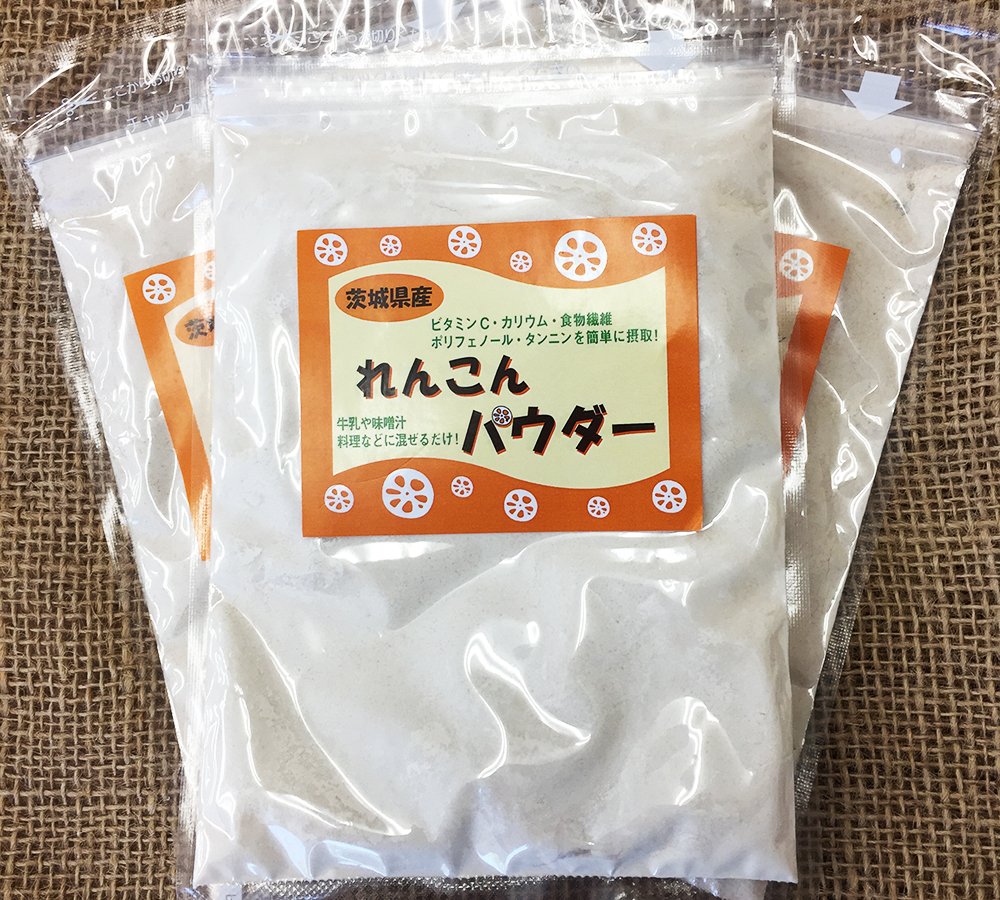 茨城県産
ビタミンC・カリウム・食物繊維
ポリフェノール・タンニンを簡単に摂取!
れんこん
パウダー
牛乳や味噌汁
料理などに混ぜるだけ!
茨